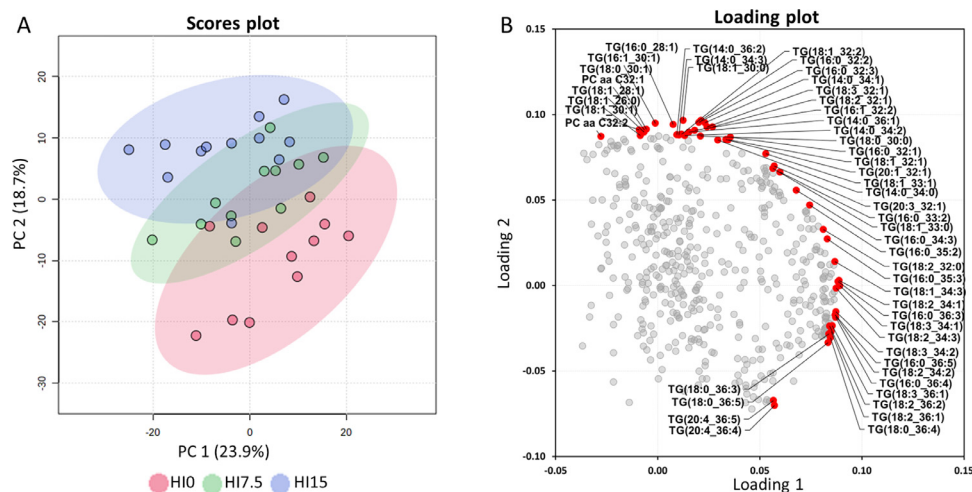 A
Scores plot
20
10
0
-10
-20
-30
PC 2 (18.7%)
-20
0
20
PC 1 (23.9%)
HI0
HI7.5
HI15
B
Loading plot
0.15
0.10
0.05
0.00
-0.05
-0.10
Loading 2
0.00
0.05
0.10
0.15
Loading 1
TG(16:0_28:1)
TG(16:1_30:1)
TG(18:0_30:1)
PC aa C32:1
TG(18:1_28:1)
TG(18:1_26:0)
TG(18:1_30:1)
PC aa C32:2
TG(14:0_36:2)
TG(14:0_34:3)
TG(18:1_30:0)
TG(18:1_32:2)
TG(16:0_32:2)
TG(16:0_32:3)
TG(14:0_34:1)
TG(18:3_32:1)
TG(18:2_32:1)
TG(16:1_32:2)
TG(14:0_36:1)
TG(14:0_34:2)
TG(18:0_30:0)
TG(16:0_32:1)
TG(18:1_32:1)
TG(20:1_32:1)
TG(18:1_33:1)
TG(14:0_34:0)
TG(20:3_32:1)
TG(16:0_33:2)
TG(18:1_33:0)
TG(16:0_34:3)
TG(16:0_35:2)
TG(18:2_32:0)
TG(16:0_35:3)
TG(18:1_34:3)
TG(18:2_34:1)
TG(16:0_36:3)
TG(18:3_34:1)
TG(18:2_34:3)
TG(18:3_34:2)
TG(16:0_36:5)
TG(18:2_34:2)
TG(16:0_36:4)
TG(18:3_36:1)
TG(18:2_36:2)
TG(18:2_36:1)
TG(18:0_36:4)
TG(18:0_36:3)
TG(18:0_36:5)
TG(20:4_36:5)
TG(20:4_36:4)